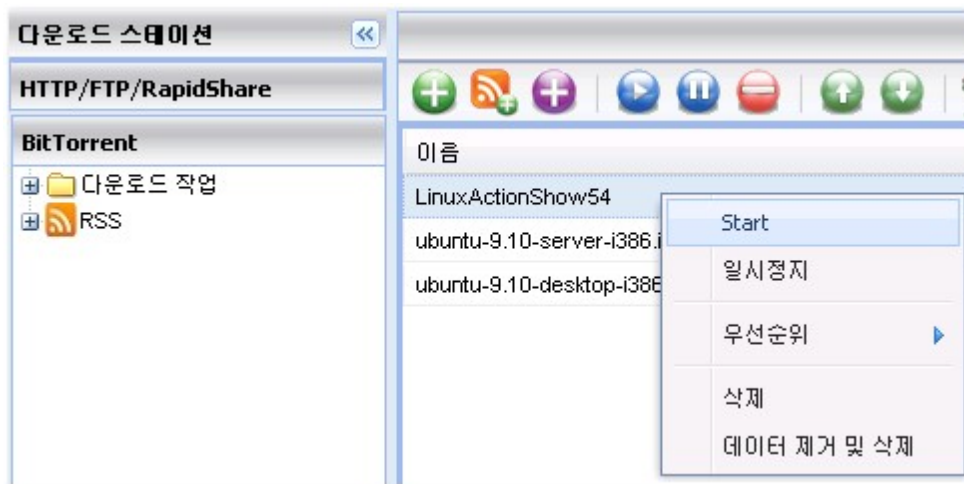 다운로드 스테이션
HTTP/FTP/RapidShare
BitTorrent
다운로드 작업
RSS
이름
LinuxActionShow54
ubuntu-9.10-server-i386.i
ubuntu-9.10-desktop-i386
Start
일시정지
우선순위
삭제
데이터 제거 및 삭제